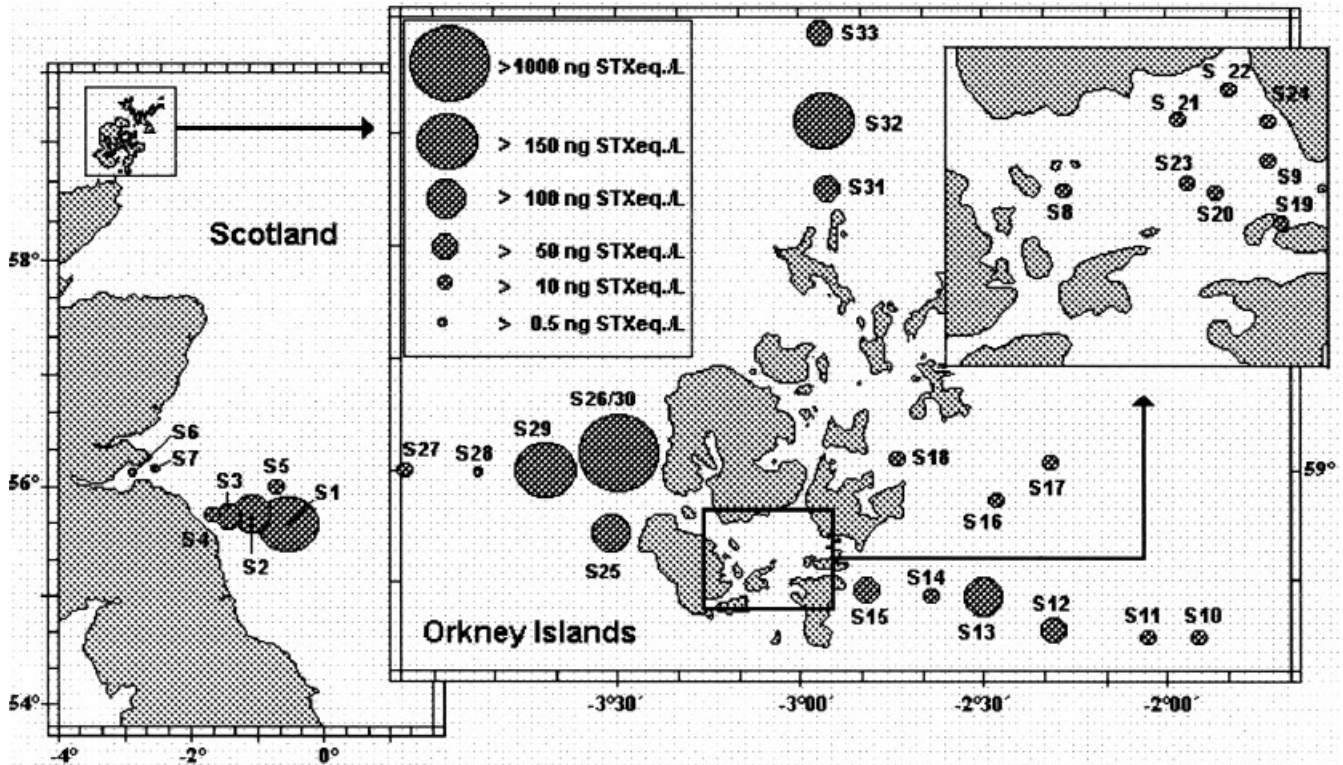 >1000 ng STXeq./L
> 150 ng STXeq./L
> 100 ng STXeq./L
> 50 ng STXeq./L
> 10 ng STXeq./L
> 0.5 ng STXeq./L
Scotland
58°
56°
54°
-4°
-2°
0°
S6
S7
S5
S3
S1
S4
S2
S33
S32
S31
S26/30
S29
S27
S28
S25
S18
S17
S16
S15
S14
S13
S12
S11
S10
Orkney Islands
59°
-3°30´
-3°00´
-2°30´
-2°00´
S 22
S 21
S24
S23
S9
S8
S20
S19